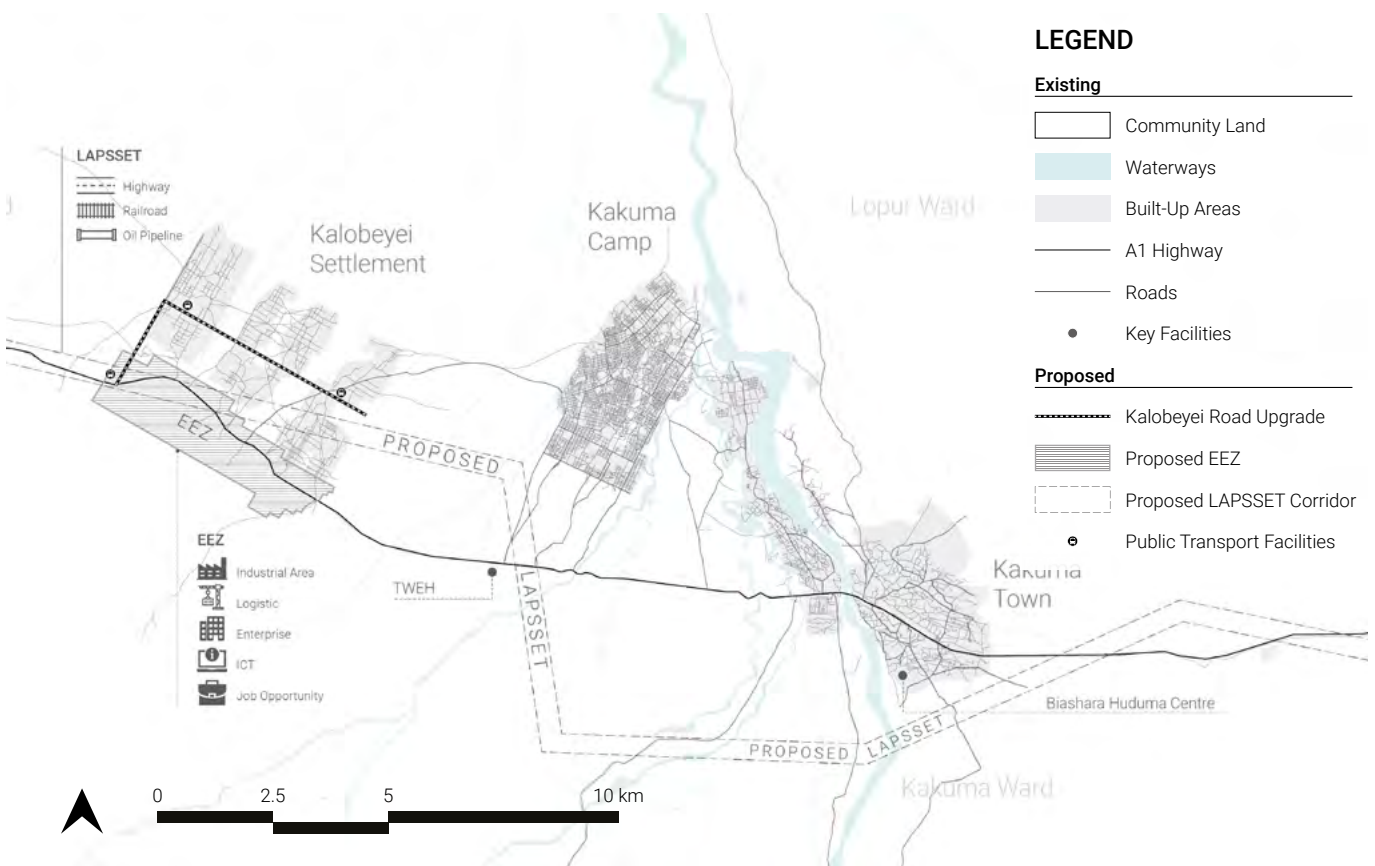 LEGEND
Existing
Community Land
Waterways
Built-Up Areas
A1 Highway
Roads
Key Facilities
Proposed
Kalobeyei Road Upgrade
Proposed EEZ
Proposed LAPSSET Corridor
Public Transport Facilities
LAPSSET
Highway
Railroad
Oil Pipeline
Kalobeyei
Settlement
Kakuma
Camp
Lopur Ward
EEZ
PROPOSED
LAPSSET
EEZ
Industrial Area
Logistic
Enterprise
ICT
Job Opportunity
TWEH
Kakuma
Town
Biashara Huduma Centre
PROPOSED
LAPSSET
Kakuma Ward
0 2.5 5 10 km